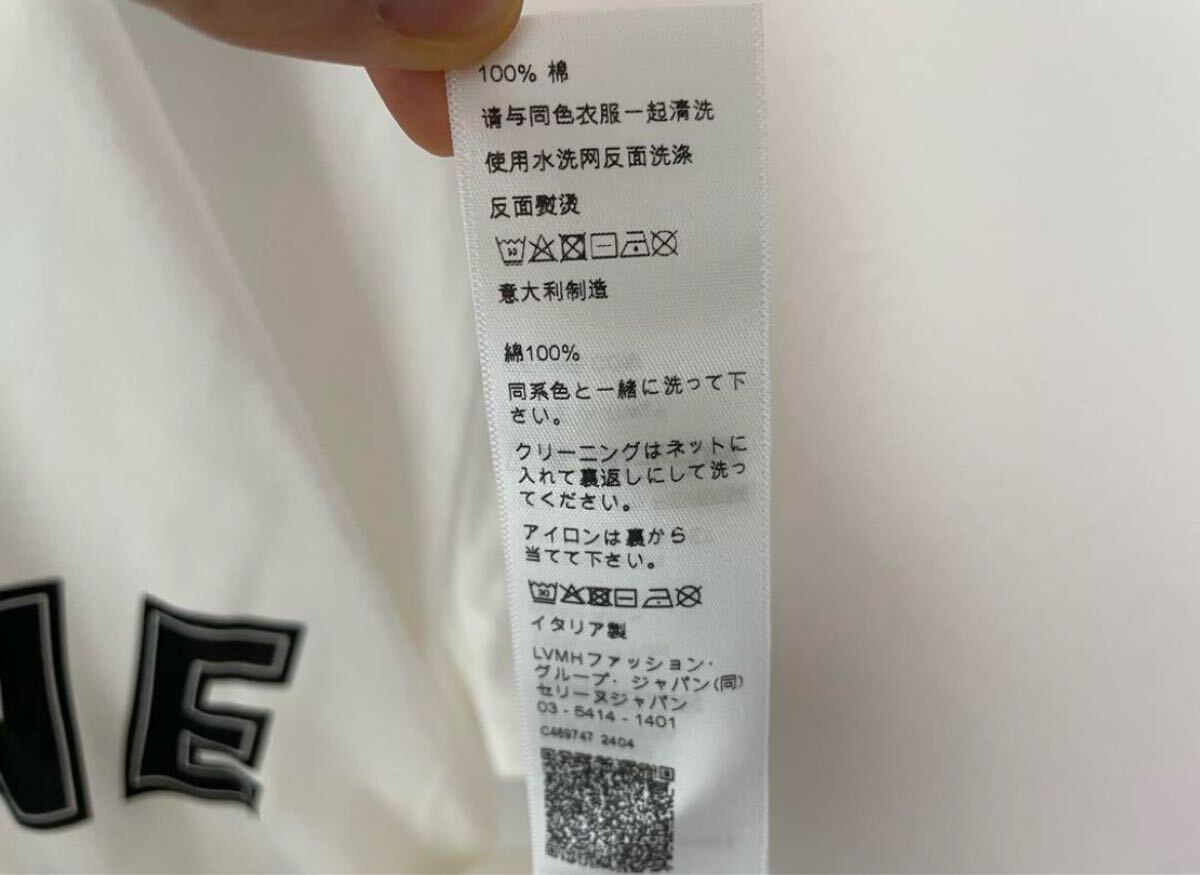 100% 棉
请与同色衣服一起清洗
使用水洗网反面洗涤
反面熨烫
30
意大利制造
綿100%
同系色と一緒に洗って下
さい。
クリーニングはネットに
入れて裏返しにして洗っ
てください。
アイロンは裏から
当てて下さい。
30
イタリア製
LVMHファッション・
グループ・ジャパン(同)
セリーヌジャパン
03 - 5414 - 1401
C469747 2404
NE